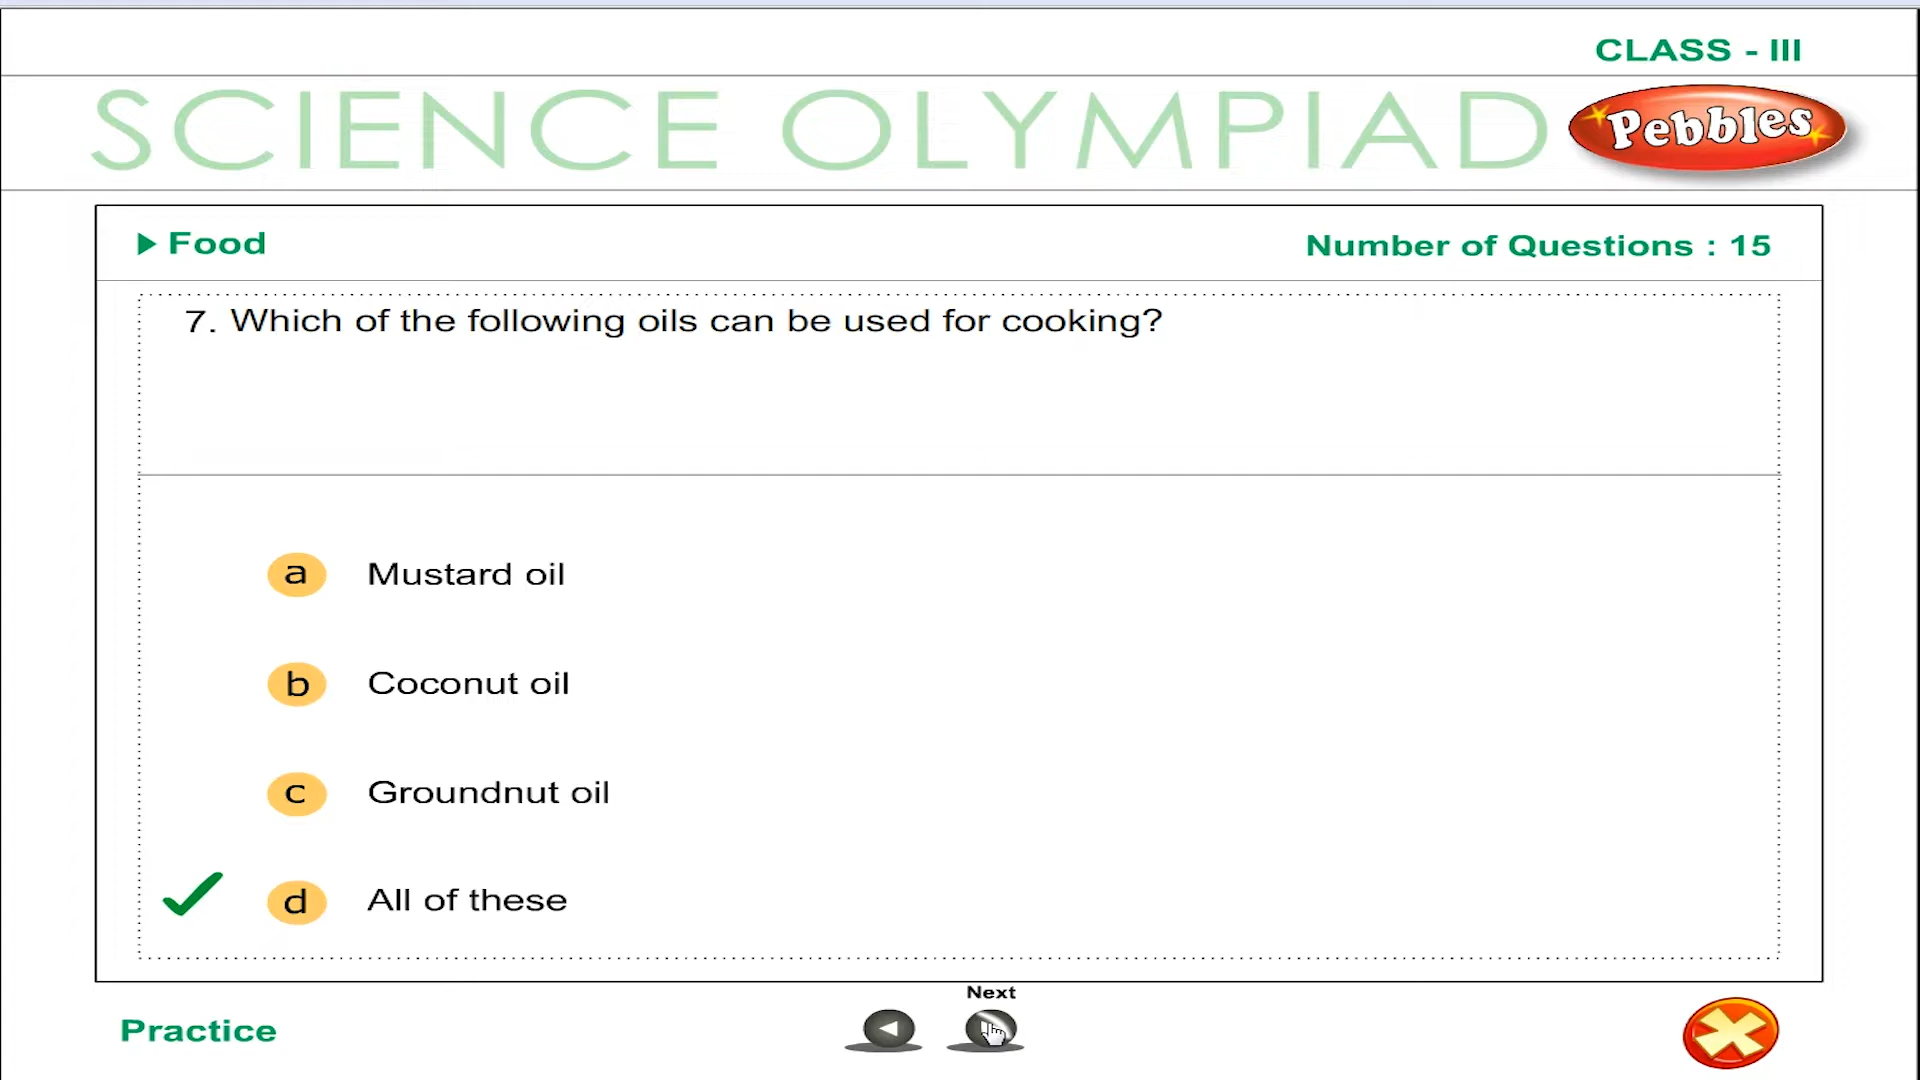 CLASS - III
SCIENCE OLYMPIAD
Pebbles
Food
Number of Questions : 15
7. Which of the following oils can be used for cooking?
a Mustard oil
b Coconut oil
c Groundnut oil
d All of these
Next
Practice